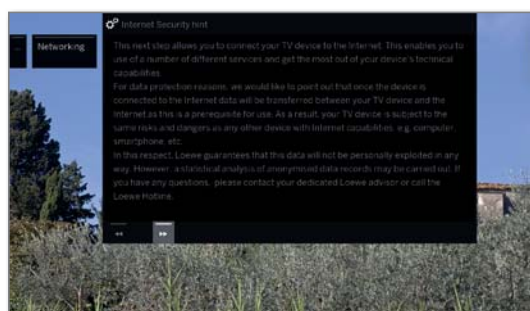 Internet Security hint
... Networking
This next step allows you to connect your TV device to the Internet. This enables you to
use of a number of different services and get the most out of your device's technical
capabilities.
For data protection reasons, we would like to point out that once the device is
connected to the Internet data will be transferred between your TV device and the
Internet as this is a prerequisite for use. As a result, your TV device is subject to the
same risks and dangers as any other device with Internet capabilities, e.g. computer,
smartphone, etc.
In this respect, Loewe guarantees that this data will not be personally exploited in any
way. However, a statistical analysis of anonymoid data records may be carried out. If
you have any questions, please contact your dedicated Loewe advisor or call the
Loewe Hotline.